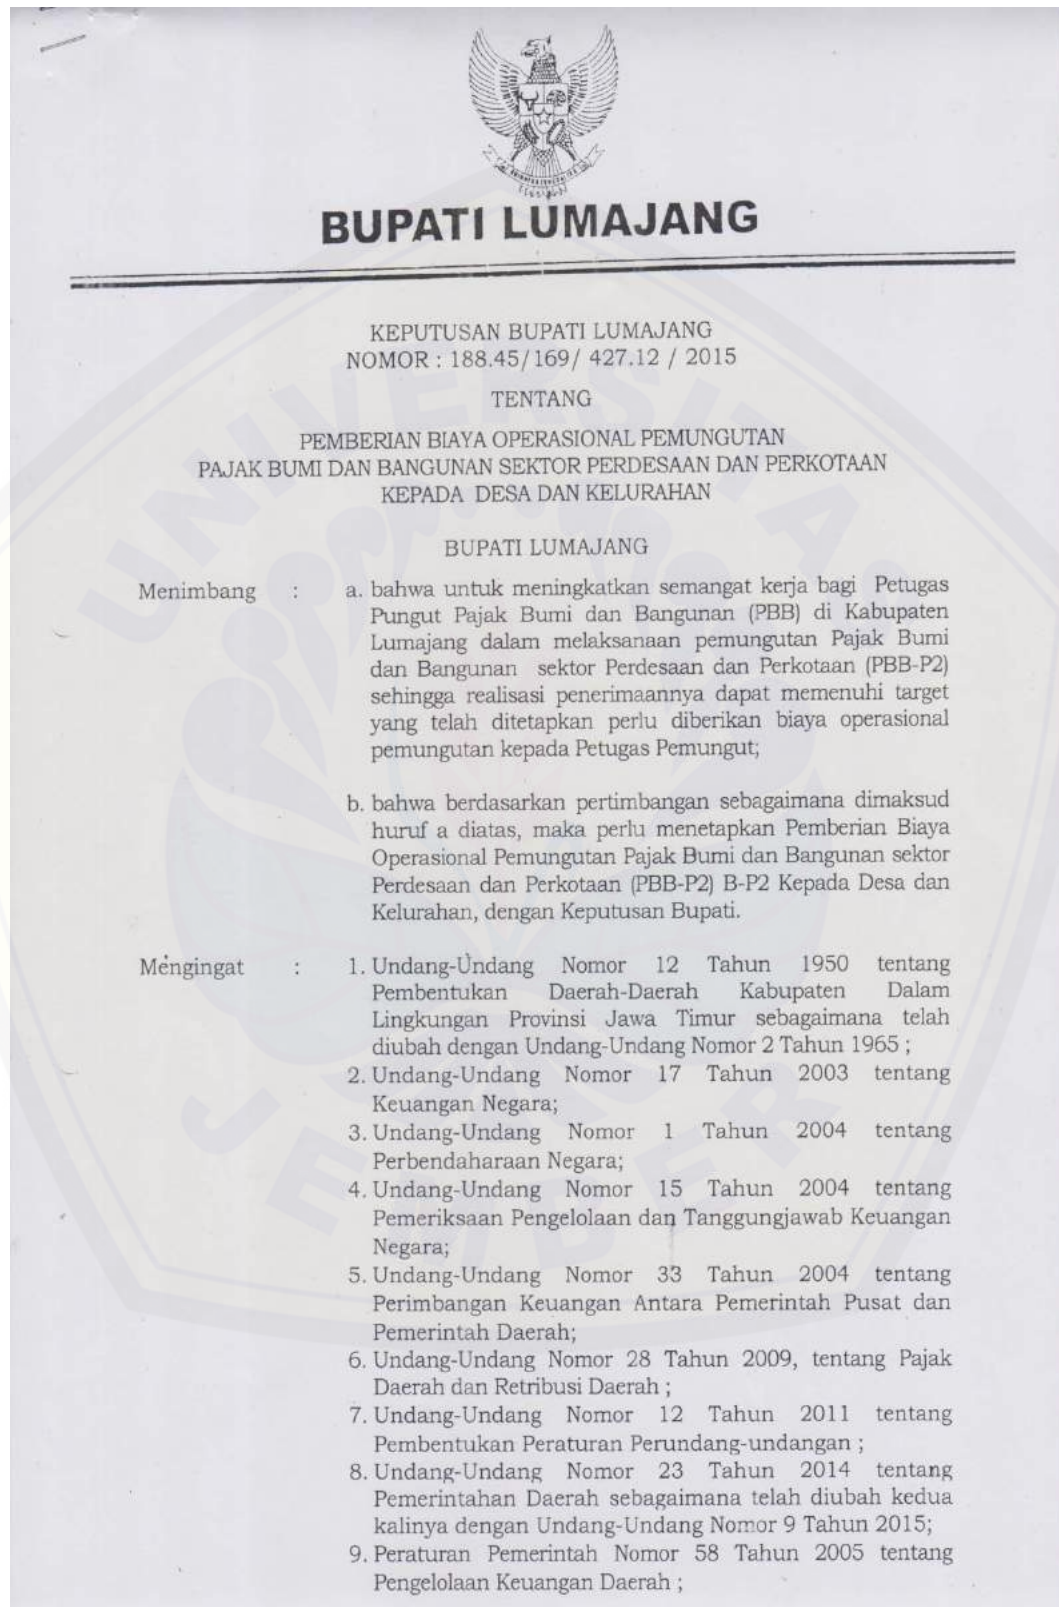 BUPATI LUMAJANG
KEPUTUSAN BUPATI LUMAJANG
NOMOR : 188.45/169/ 427.12 / 2015
TENTANG
PEMBERIAN BIAYA OPERASIONAL PEMUNGUTAN
PAJAK BUMI DAN BANGUNAN SEKTOR PERDESAAN DAN PERKOTAAN
KEPADA DESA DAN KELURAHAN
BUPATI LUMAJANG
Menimbang : a. bahwa untuk meningkatkan semangat kerja bagi Petugas
Pungut Pajak Bumi dan Bangunan (PBB) di Kabupaten
Lumajang dalam melaksanaan pemungutan Pajak Bumi
dan Bangunan sektor Perdesaan dan Perkotaan (PBB-P2)
sehingga realisasi penerimaannya dapat memenuhi target
yang telah ditetapkan perlu diberikan biaya operasional
pemungutan kepada Petugas Pemungut;
b. bahwa berdasarkan pertimbangan sebagaimana dimaksud
huruf a diatas, maka perlu menetapkan Pemberian Biaya
Operasional Pemungutan Pajak Bumi dan Bangunan sektor
Perdesaan dan Perkotaan (PBB-P2) B-P2 Kepada Desa dan
Kelurahan, dengan Keputusan Bupati.
Mengingat : 1. Undang-Undang Nomor 12 Tahun 1950 tentang
Pembentukan Daerah-Daerah Kabupaten Dalam
Lingkungan Provinsi Jawa Timur sebagaimana telah
diubah dengan Undang-Undang Nomor 2 Tahun 1965 ;
2. Undang-Undang Nomor 17 Tahun 2003 tentang
Keuangan Negara;
3. Undang-Undang Nomor 1 Tahun 2004 tentang
Perbendaharaan Negara;
4. Undang-Undang Nomor 15 Tahun 2004 tentang
Pemeriksaan Pengelolaan dan Tanggungjawab Keuangan
Negara;
5. Undang-Undang Nomor 33 Tahun 2004 tentang
Perimbangan Keuangan Antara Pemerintah Pusat dan
Pemerintah Daerah;
6. Undang-Undang Nomor 28 Tahun 2009, tentang Pajak
Daerah dan Retribusi Daerah ;
7. Undang-Undang Nomor 12 Tahun 2011 tentang
Pembentukan Peraturan Perundang-undangan ;
8. Undang-Undang Nomor 23 Tahun 2014 tentang
Pemerintahan Daerah sebagaimana telah diubah kedua
kalinya dengan Undang-Undang Nomor 9 Tahun 2015;
9. Peraturan Pemerintah Nomor 58 Tahun 2005 tentang
Pengelolaan Keuangan Daerah ;
UNIVERSITAS
JEMBER